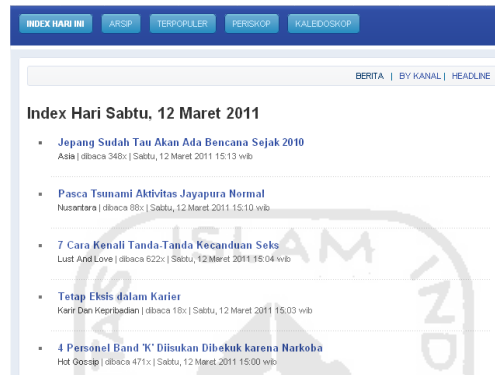 INDEX HARI INI ARSIP TERPOPULER PERISKOP KALEIDOSKOP
BERITA | BY KANAL | HEADLINE
Index Hari Sabtu, 12 Maret 2011
Jepang Sudah Tau Akan Ada Bencana Sejak 2010
Asia | dibaca 348x | Sabtu, 12 Maret 2011 15:13 wib
Pasca Tsunami Aktivitas Jayapura Normal
Nusantara | dibaca 88x | Sabtu, 12 Maret 2011 15:10 wib
7 Cara Kenali Tanda-Tanda Kecanduan Seks
Lust And Love | dibaca 622x | Sabtu, 12 Maret 2011 15:04 wib
Tetap Eksis dalam Karier
Karir Dan Kepribadian | dibaca 18x | Sabtu, 12 Maret 2011 15:03 wib
4 Personel Band 'K' Diisukan Dibekuk karena Narkoba
Hot Gossip | dibaca 471x | Sabtu, 12 Maret 2011 15:00 wib
ISLAM